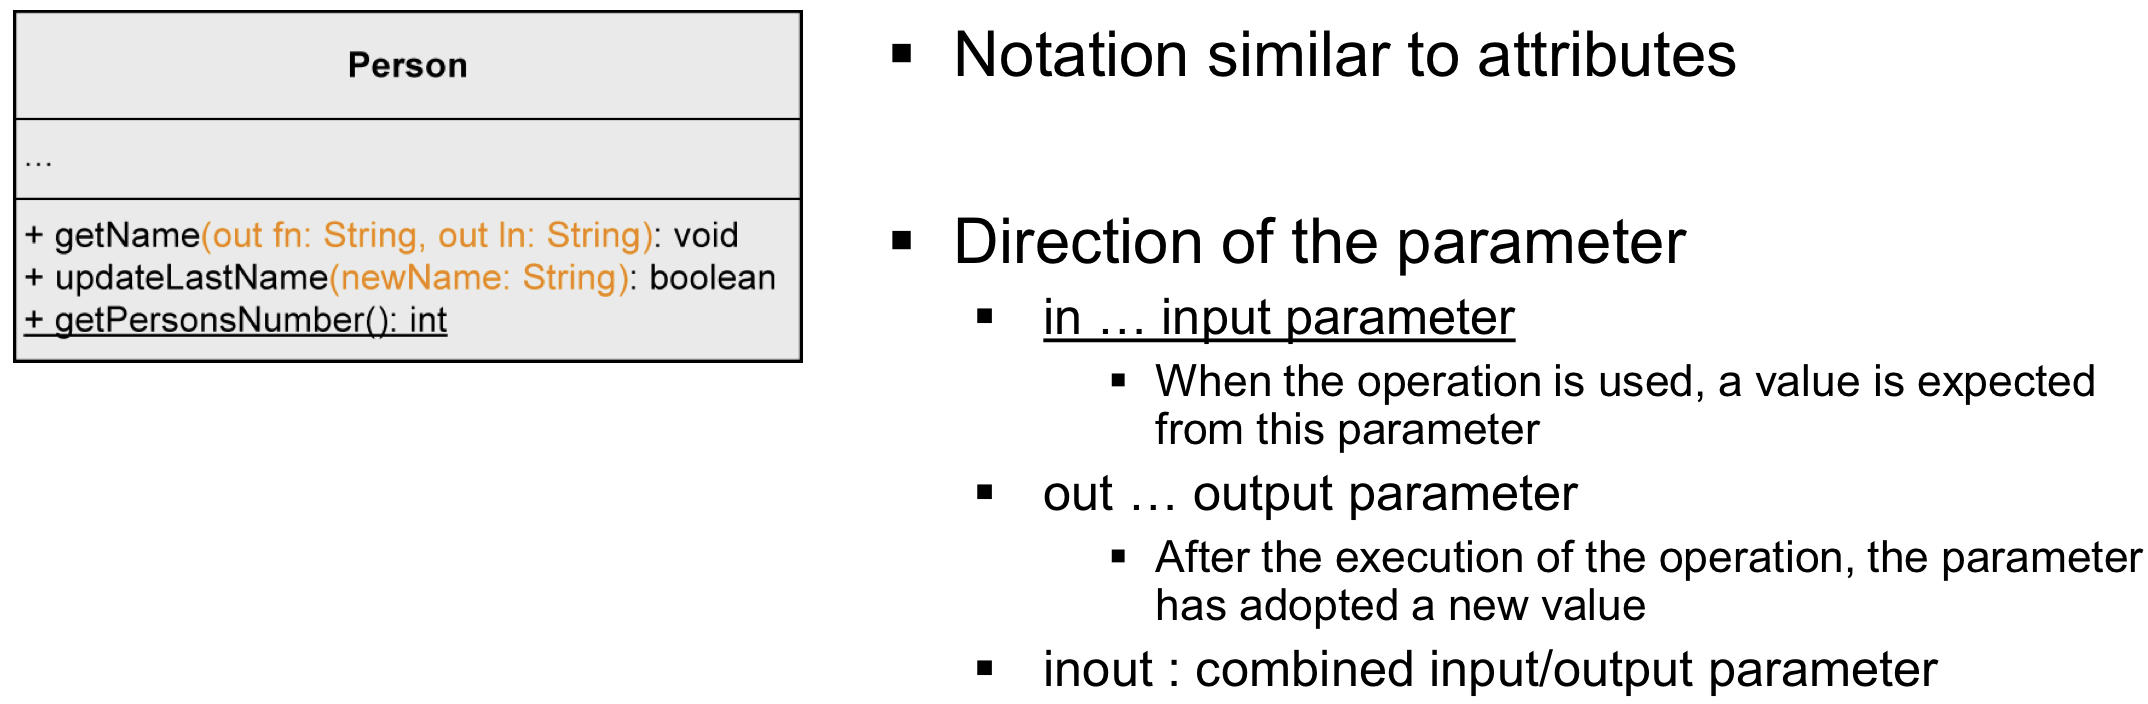 Person
...
+ getName(out fn: String, out ln: String): void
+ updateLastName(newName: String): boolean
+ getPersonsNumber(): int
▪ Notation similar to attributes
▪ Direction of the parameter
▪ in … input parameter
▪ When the operation is used, a value is expected
from this parameter
▪ out … output parameter
▪ After the execution of the operation, the parameter
has adopted a new value
▪ inout : combined input/output parameter